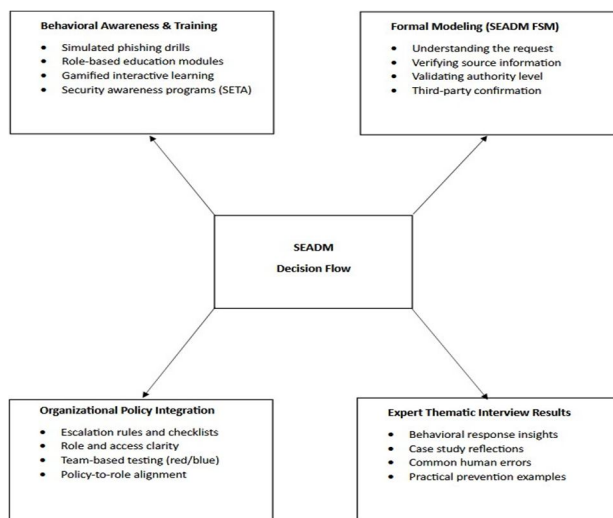 Behavioral Awareness & Training
• Simulated phishing drills
• Role-based education modules
• Gamified interactive learning
• Security awareness programs (SETA)
Formal Modeling (SEADM FSM)
• Understanding the request
• Verifying source information
• Validating authority level
• Third-party confirmation
SEADM
Decision Flow
Organizational Policy Integration
• Escalation rules and checklists
• Role and access clarity
• Team-based testing (red/blue)
• Policy-to-role alignment
Expert Thematic Interview Results
• Behavioral response insights
• Case study reflections
• Common human errors
• Practical prevention examples